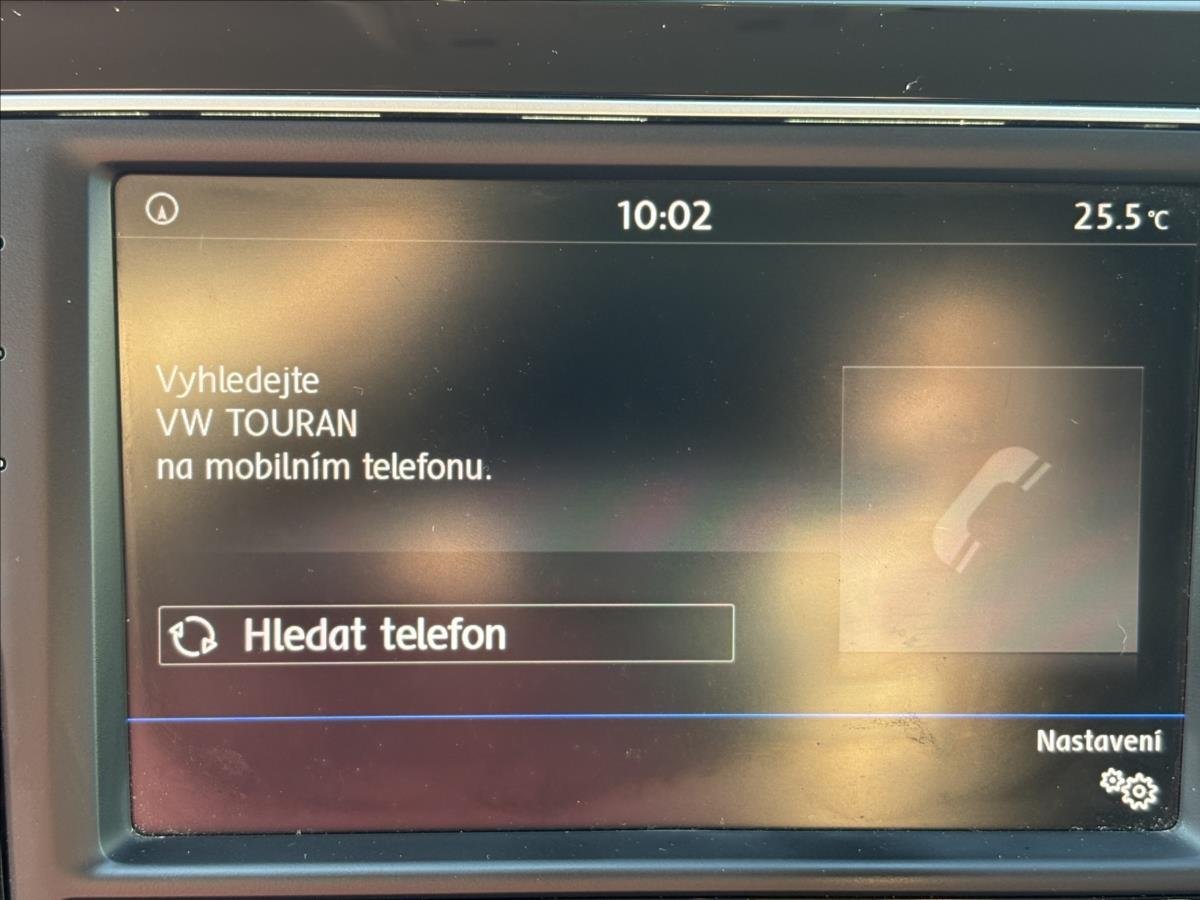 10:02
25.5 °C
Vyhledejte
VW TOURAN
na mobilním telefonu.
Hledat telefon
Nastavení